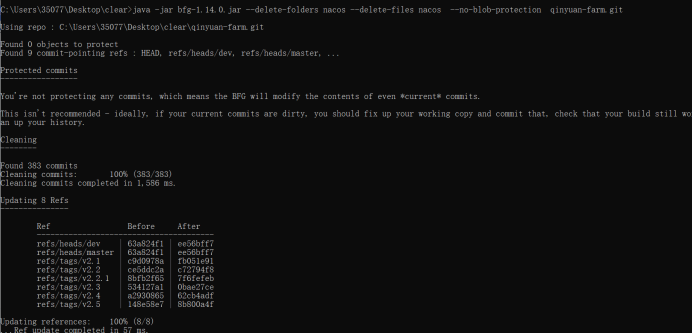 C:\Users\35077\Desktop\clear>java -jar bfg-1.14.0.jar --delete-folders nacos --delete-files nacos  --no-blob-protection  qinyuan-farm.git
Using repo : C:\Users\35077\Desktop\clear\qinyuan-farm.git
Found 0 objects to protect
Found 9 commit-pointing refs : HEAD, refs/heads/dev, refs/heads/master, ...
Protected commits
-----------------
You're not protecting any commits, which means the BFG will modify the contents of even *current* commits.
This isn't recommended - ideally, if your current commits are dirty, you should fix up your working copy and commit that, check that your build still wo
an up your history.
Cleaning
--------
Found 383 commits
Cleaning commits:       100% (383/383)
Cleaning commits completed in 1,586 ms.
Updating 8 Refs
---------------
Ref                 Before     After
---------------------------------------
refs/heads/dev    | 63a824f1 | ee56bff7
refs/heads/master | 63a824f1 | ee56bff7
refs/tags/v2.1    | c9d0978a | fb051e91
refs/tags/v2.2    | ce5ddc2a | c72794f8
refs/tags/v2.2.1  | 8bfb2f65 | 7f6fefeb
refs/tags/v2.3    | 534127a1 | 0bae27ce
refs/tags/v2.4    | a2930865 | 62cb4adf
refs/tags/v2.5    | 148e58e7 | 8b800a4f
Updating references:    100% (8/8)
...Ref update completed in 57 ms.